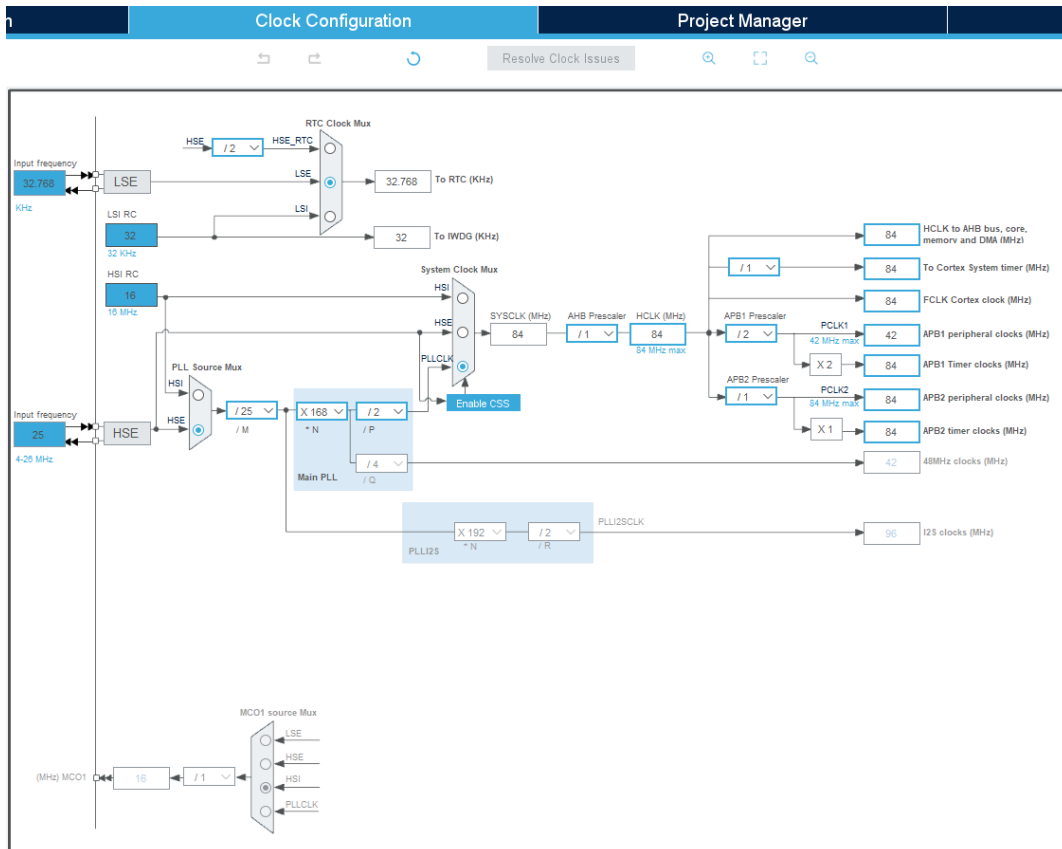 n
Clock Configuration
Project Manager
Resolve Clock Issues
RTC Clock Mux
HSE
/ 2
HSE_RTC
Input frequency
32.768
KHz
LSE
LSE
32.768
To RTC (KHz)
LSI RC
32
32 KHz
LSI
32
To IWDG (KHz)
HSI RC
16
16 MHz
System Clock Mux
HSI
HSE
PLLCLK
Enable CSS
SYSCLK (MHz)
84
AHB Prescaler
/ 1
HCLK (MHz)
84
84 MHz max
84
HCLK to AHB bus, core,
memory and DMA (MHz)
/ 1
84
To Cortex System timer (MHz)
84
FCLK Cortex clock (MHz)
APB1 Prescaler
/ 2
PCLK1
42 MHz max
42
APB1 peripheral clocks (MHz)
X 2
84
APB1 Timer clocks (MHz)
APB2 Prescaler
/ 1
PCLK2
84 MHz max
84
APB2 peripheral clocks (MHz)
X 1
84
APB2 timer clocks (MHz)
PLL Source Mux
HSI
HSE
Input frequency
25
4-26 MHz
HSE
/ 25
/ M
X 168
* N
/ 2
/ P
/ 4
/ Q
Main PLL
42
48MHz clocks (MHz)
X 192
* N
/ 2
/ R
PLLI2S
PLLI2SCLK
96
I2S clocks (MHz)
MCO1 source Mux
LSE
HSE
HSI
PLLCLK
(MHz) MCO1
16
/ 1